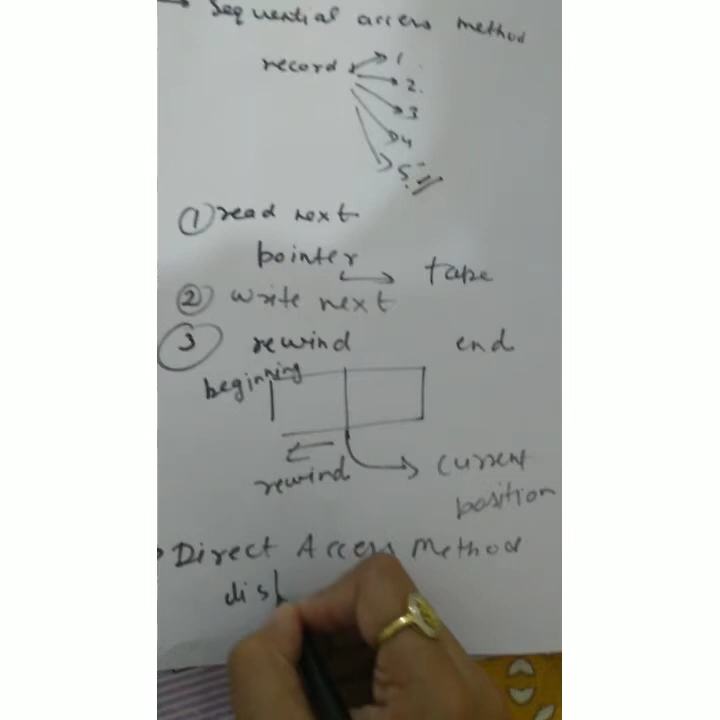 → Sequential access method
record → 1.
→ 2.
→ 3
→ 4
→ 5.
① read next
pointer → tape
② write next
③ rewind end
beginning
← rewind → current
position
Direct Access Method
disk